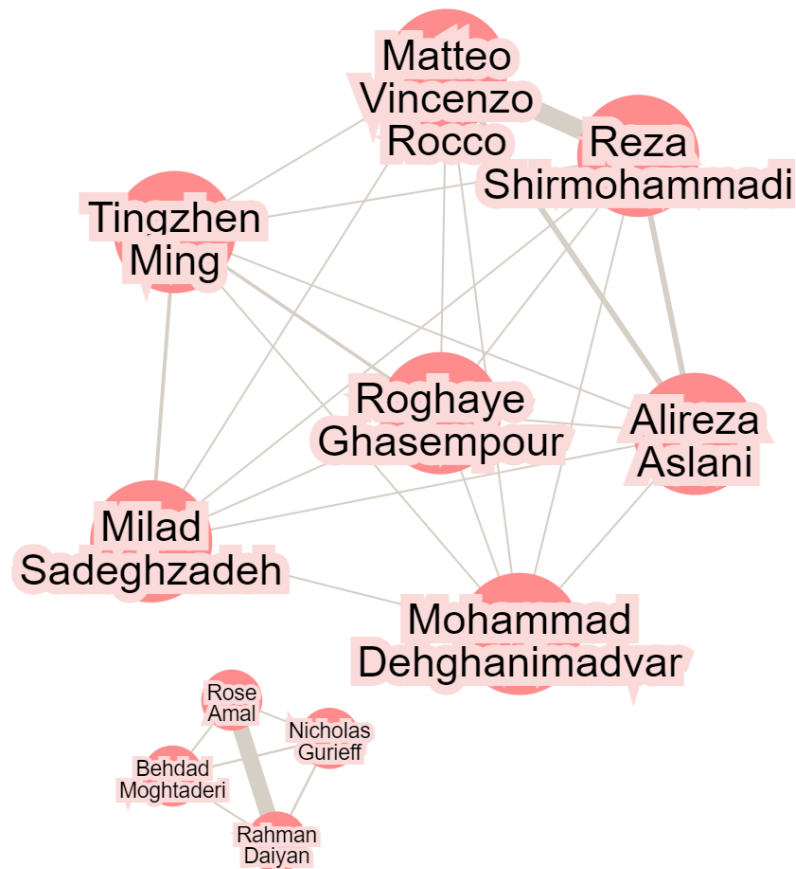 Matteo
Vincenzo
Rocco
Reza
Shirmohammadi
Tingzhen
Ming
Roghaye
Ghasempour
Alireza
Aslani
Milad
Sadeghzadeh
Mohammad
Dehghanimadvar
Rose
Amal
Nicholas
Gurieff
Behdad
Moghtaderi
Rahman
Daiyan